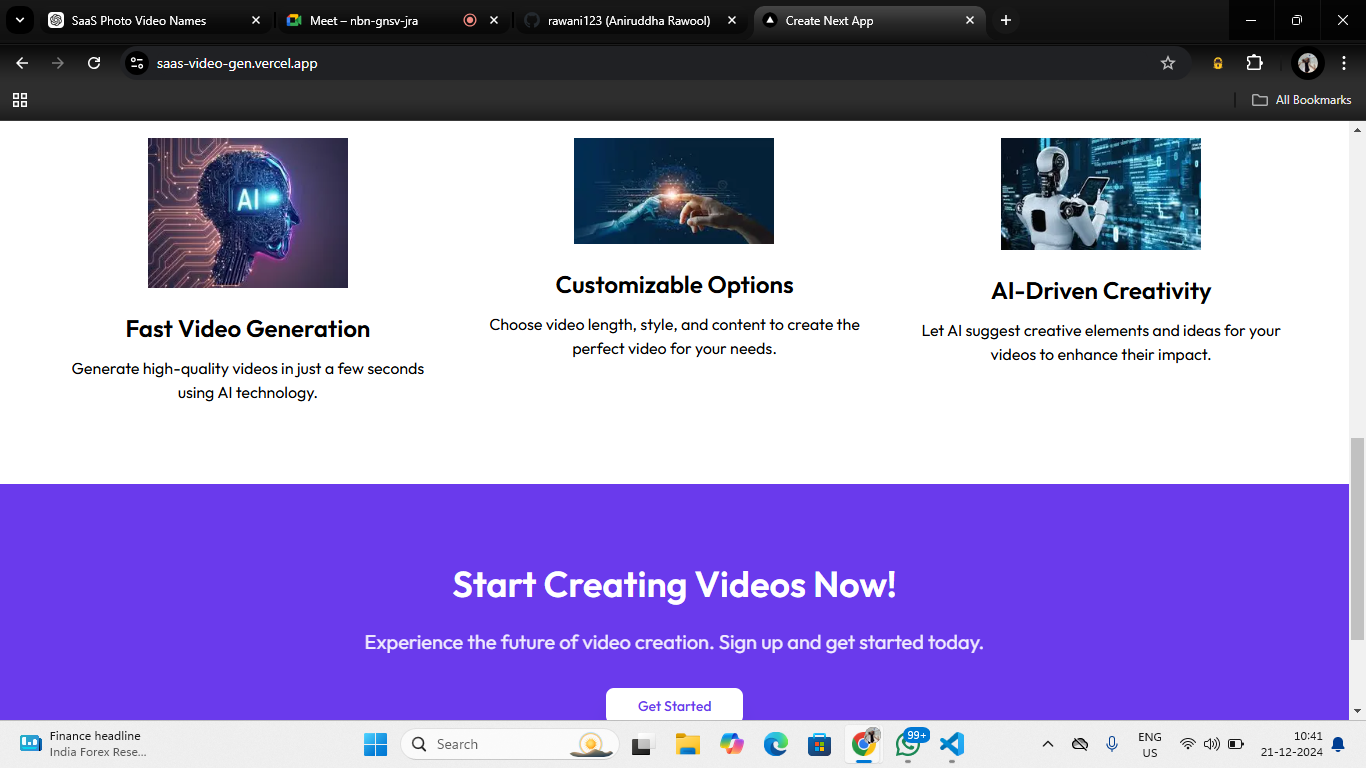 SaaS Photo Video Names
Meet – nbn-gnsv-jra
rawani123 (Aniruddha Rawool)
Create Next App
saas-video-gen.vercel.app
All Bookmarks
AI
Fast Video Generation
Generate high-quality videos in just a few seconds
using AI technology.
Customizable Options
Choose video length, style, and content to create the
perfect video for your needs.
AI-Driven Creativity
Let AI suggest creative elements and ideas for your
videos to enhance their impact.
Start Creating Videos Now!
Experience the future of video creation. Sign up and get started today.
Get Started
Finance headline
India Forex Rese...
Search
99+
ENG
US
10:41
21-12-2024